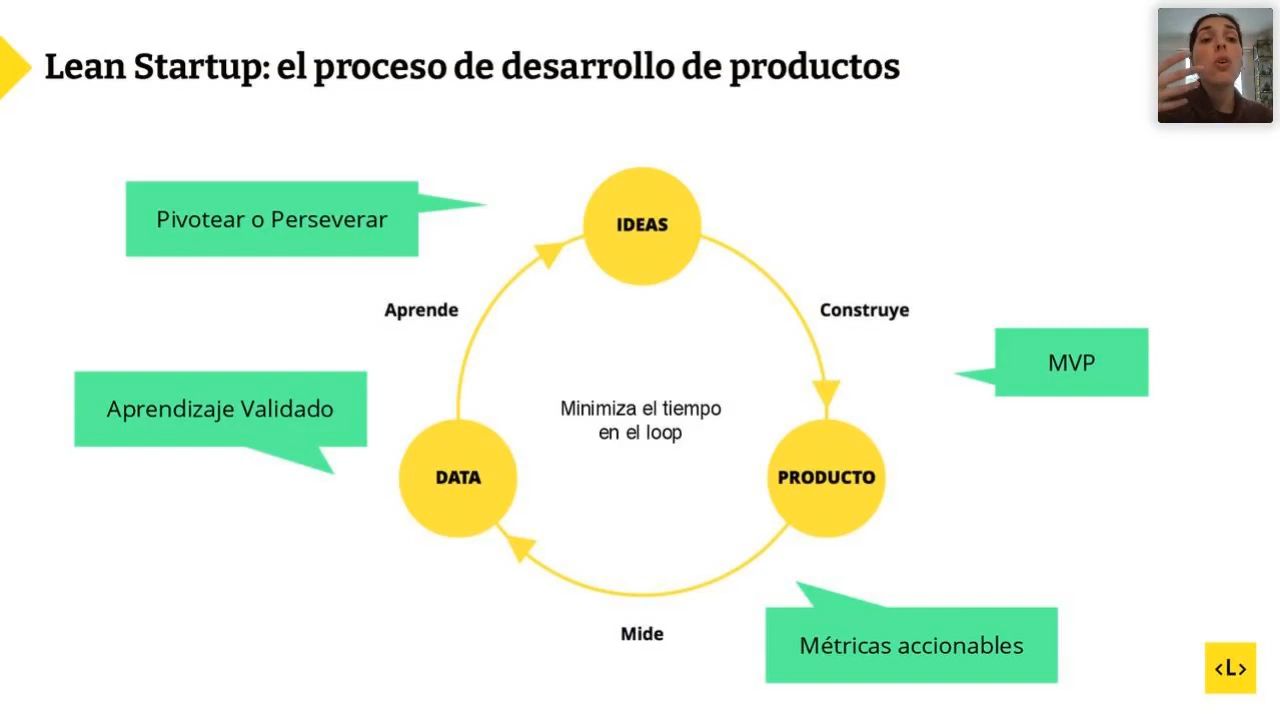 Lean Startup: el proceso de desarrollo de productos
Pivotear o Perseverar
IDEAS
Aprende
Construye
MVP
Aprendizaje Validado
Minimiza el tiempo
en el loop
DATA
PRODUCTO
Mide
Métricas accionables
<L>